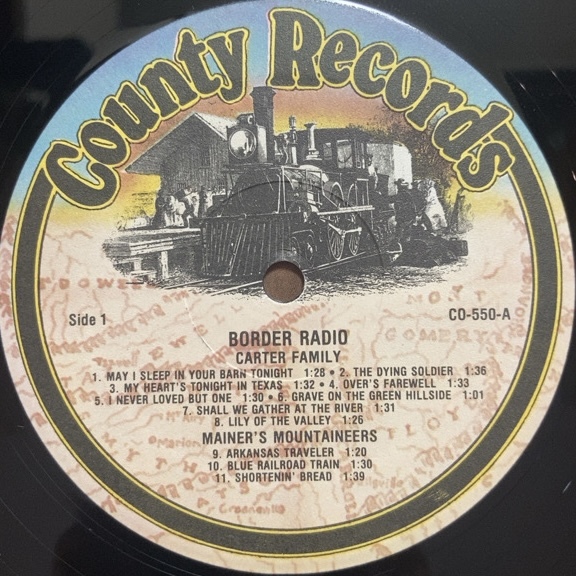 County Records
Side 1
CO-550-A
BORDER RADIO
CARTER FAMILY
1. MAY I SLEEP IN YOUR BARN TONIGHT 1:28 • 2. THE DYING SOLDIER 1:36
3. MY HEART'S TONIGHT IN TEXAS 1:32 • 4. OVER'S FAREWELL 1:33
5. I NEVER LOVED BUT ONE 1:30 • 6. GRAVE ON THE GREEN HILLSIDE 1:01
7. SHALL WE GATHER AT THE RIVER 1:31
8. LILY OF THE VALLEY 1:26
MAINER'S MOUNTAINEERS
9. ARKANSAS TRAVELER 1:20
10. BLUE RAILROAD TRAIN 1:30
11. SHORTENIN' BREAD 1:39